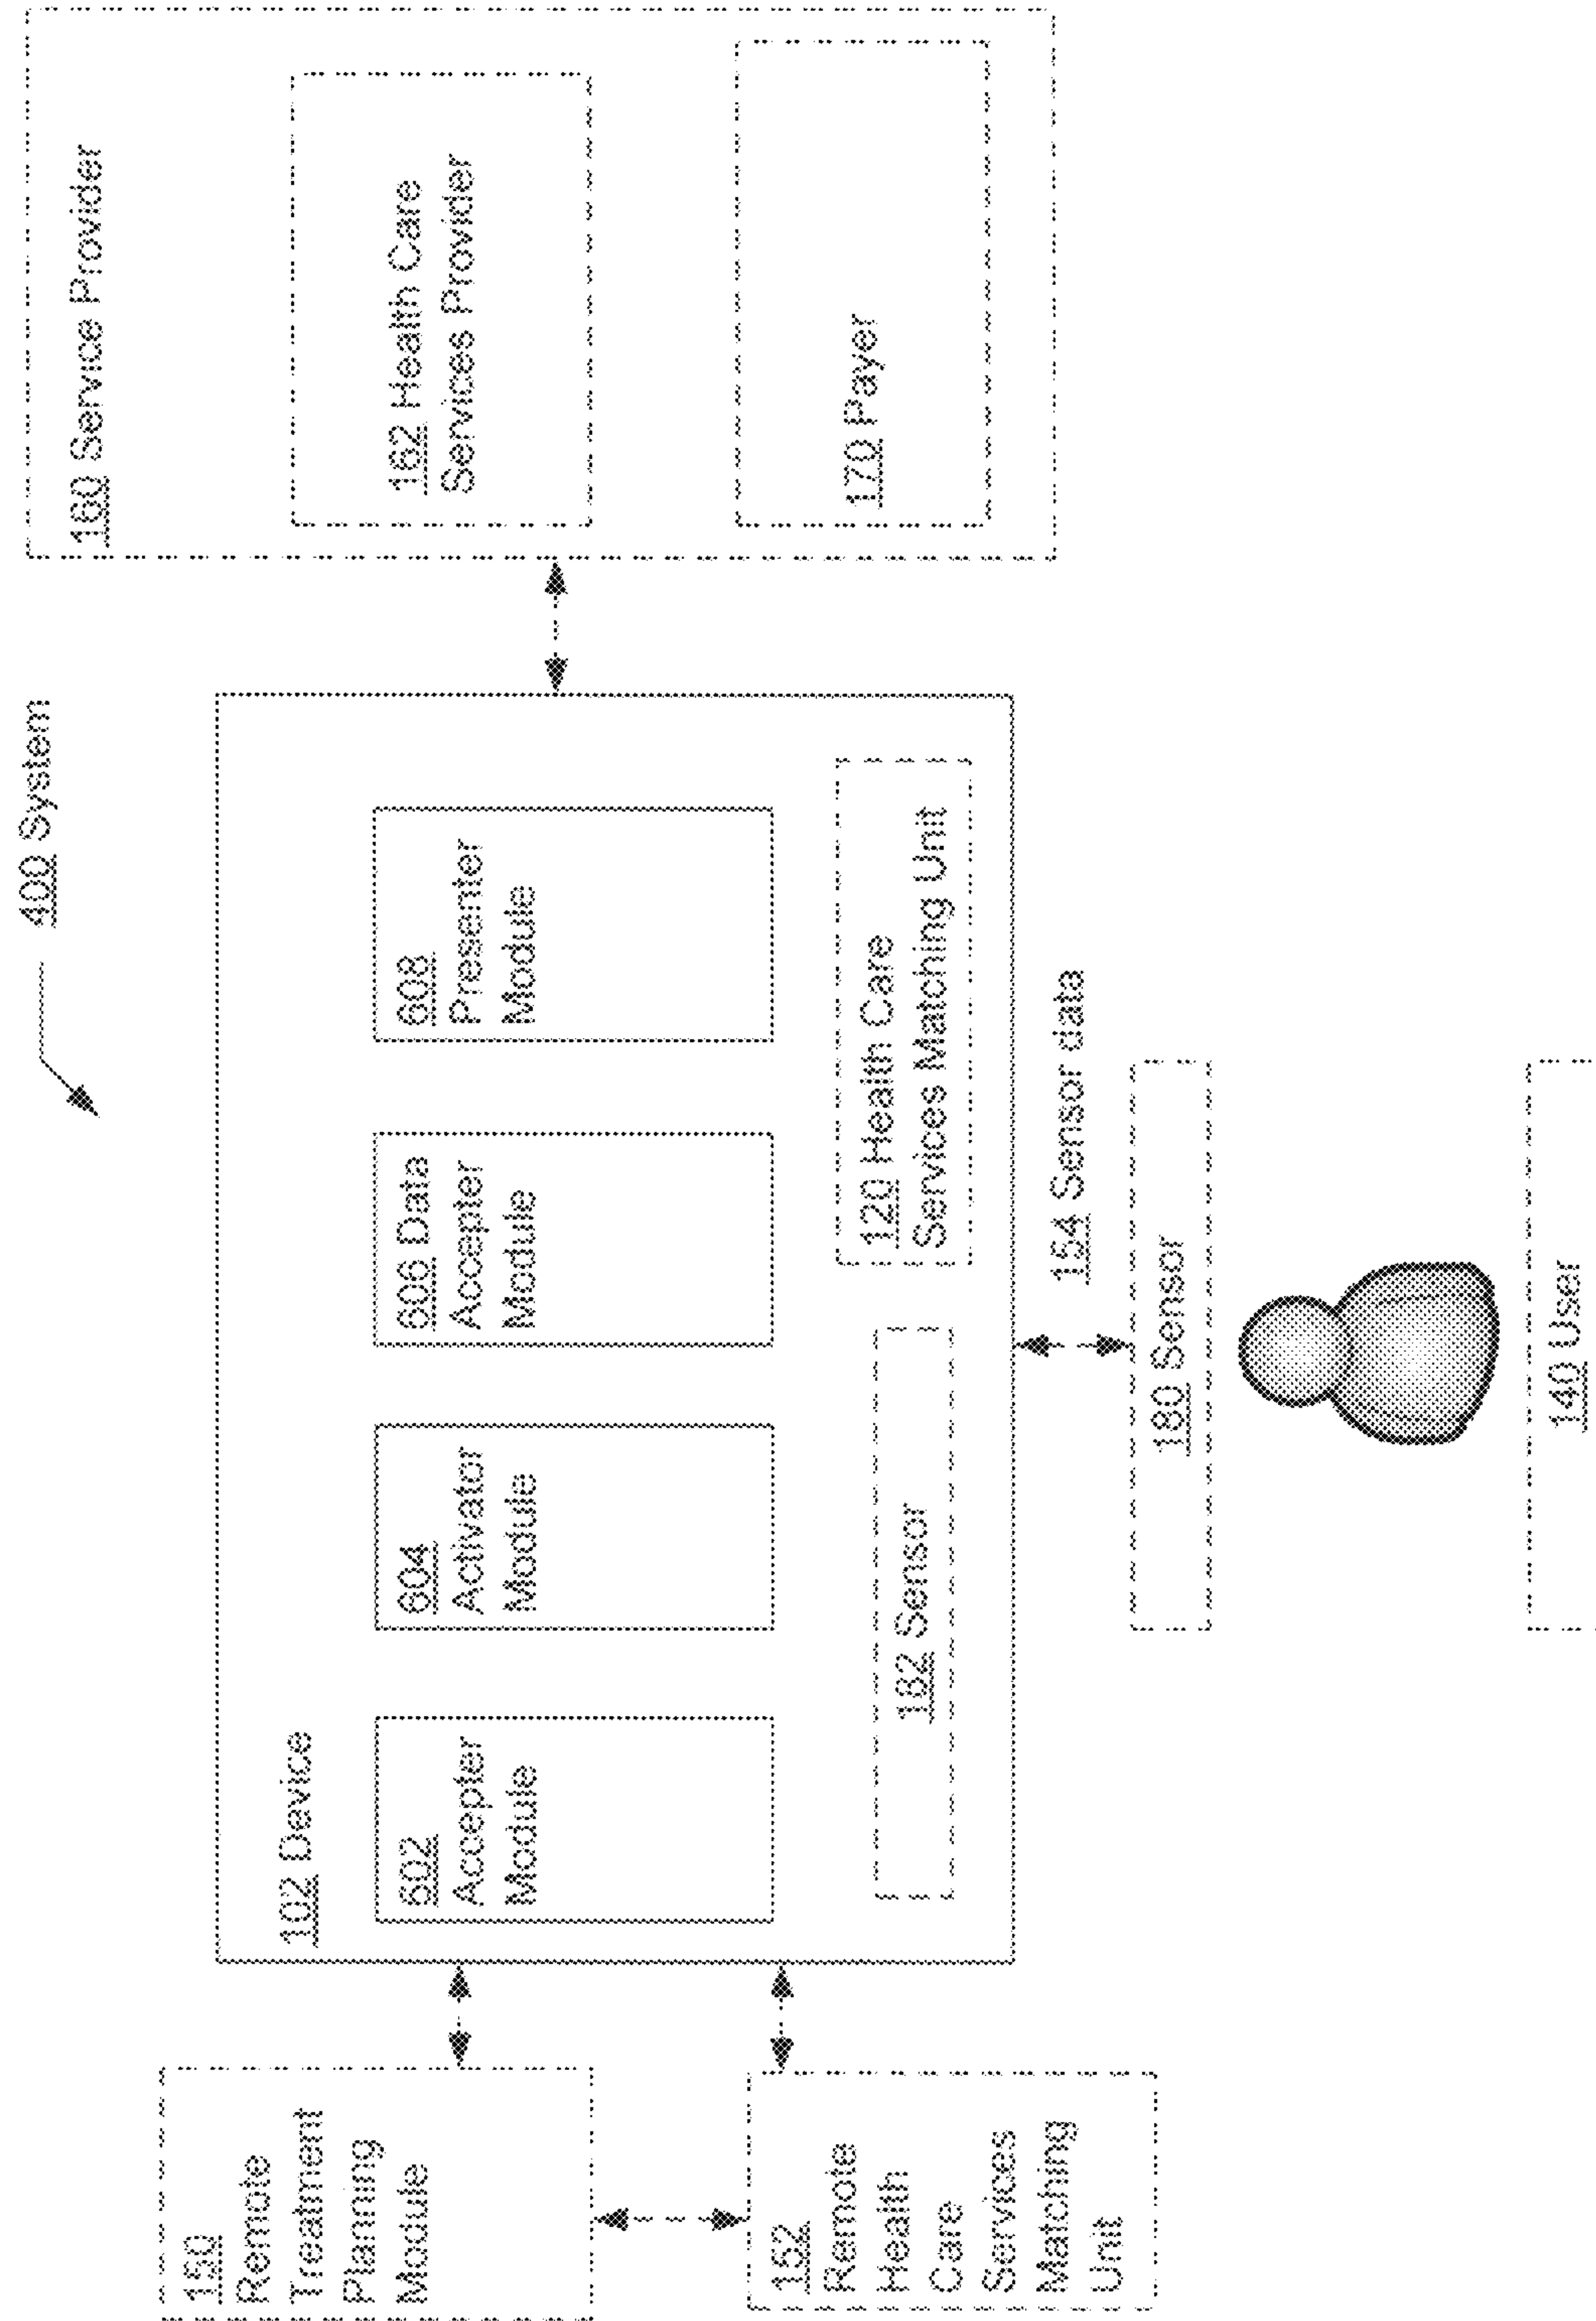 400 System
150
Remote
Treatment
Planning
Module
152
Remote
Health
Care
Services
Matching
Unit
102 Device
602
Accepter
Module
604
Activator
Module
606 Data
Accepter
Module
608
Presenter
Module
182 Sensor
120 Health Care
Services Matching Unit
154 Sensor data
180 Sensor
140 User
160 Service Provider
162 Health Care
Services Provider
170 Payer